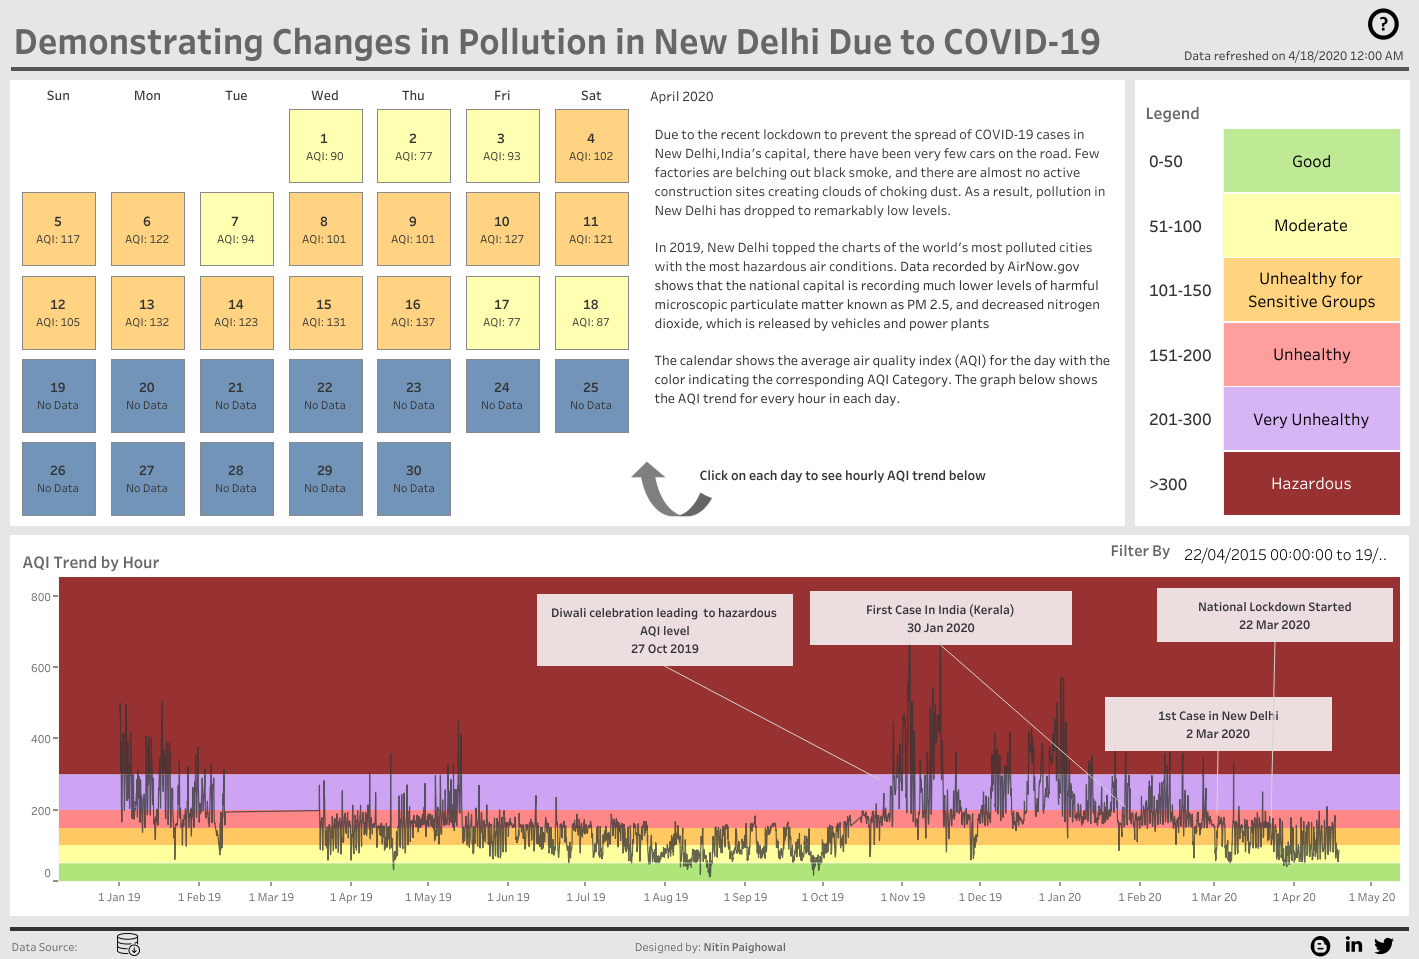 Demonstrating Changes in Pollution in New Delhi Due to COVID-19
?
Data refreshed on 4/18/2020 12:00 AM
Sun Mon Tue Wed Thu Fri Sat
1 2 3 4
AQI: 90 AQI: 77 AQI: 93 AQI: 102
5 6 7 8 9 10 11
AQI: 117 AQI: 122 AQI: 94 AQI: 101 AQI: 101 AQI: 127 AQI: 121
12 13 14 15 16 17 18
AQI: 105 AQI: 132 AQI: 123 AQI: 131 AQI: 137 AQI: 77 AQI: 87
19 20 21 22 23 24 25
No Data No Data No Data No Data No Data No Data No Data
26 27 28 29 30
No Data No Data No Data No Data No Data
April 2020
Due to the recent lockdown to prevent the spread of COVID-19 cases in
New Delhi,India's capital, there have been very few cars on the road. Few
factories are belching out black smoke, and there are almost no active
construction sites creating clouds of choking dust. As a result, pollution in
New Delhi has dropped to remarkably low levels.
In 2019, New Delhi topped the charts of the world's most polluted cities
with the most hazardous air conditions. Data recorded by AirNow.gov
shows that the national capital is recording much lower levels of harmful
microscopic particulate matter known as PM 2.5, and decreased nitrogen
dioxide, which is released by vehicles and power plants
The calendar shows the average air quality index (AQI) for the day with the
color indicating the corresponding AQI Category. The graph below shows
the AQI trend for every hour in each day.
Click on each day to see hourly AQI trend below
Legend
0-50 Good
51-100 Moderate
101-150 Unhealthy for
Sensitive Groups
151-200 Unhealthy
201-300 Very Unhealthy
>300 Hazardous
AQI Trend by Hour
Filter By 22/04/2015 00:00:00 to 19/..
800
600
400
200
0
Diwali celebration leading to hazardous
AQI level
27 Oct 2019
First Case In India (Kerala)
30 Jan 2020
National Lockdown Started
22 Mar 2020
1st Case in New Delhi
2 Mar 2020
1 Jan 19 1 Feb 19 1 Mar 19 1 Apr 19 1 May 19 1 Jun 19 1 Jul 19 1 Aug 19 1 Sep 19 1 Oct 19 1 Nov 19 1 Dec 19 1 Jan 20 1 Feb 20 1 Mar 20 1 Apr 20 1 May 20
Data Source:
Designed by: Nitin Paighowal
in